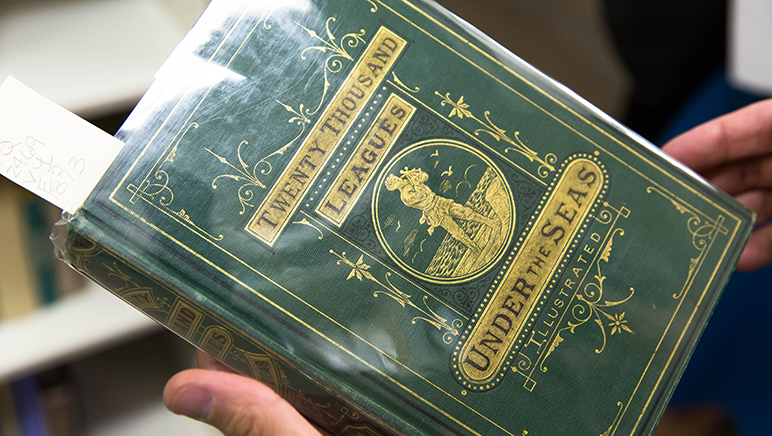 TWENTY THOUSAND
LEAGUES
UNDER THE SEAS
ILLUSTRATED